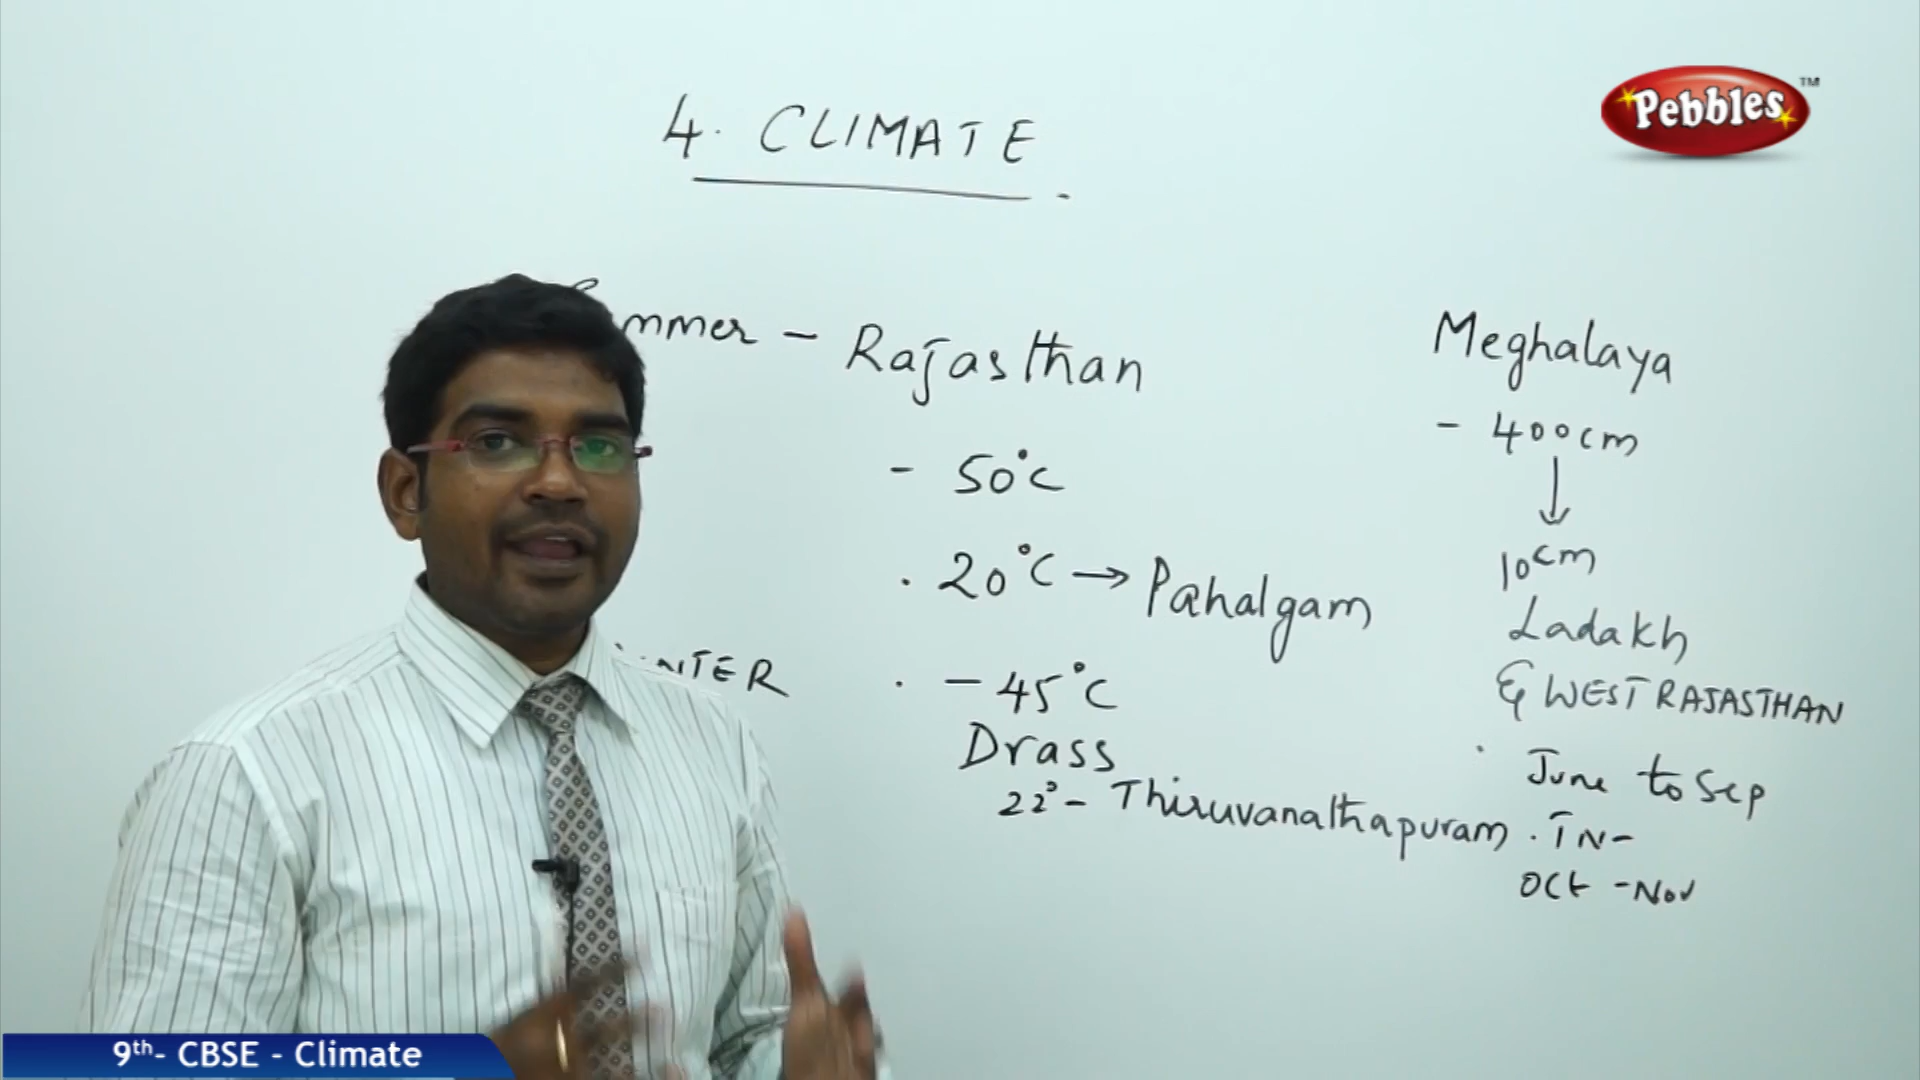 Pebbles™
4. CLIMATE
mmer - Rajasthan
- 50°C
. 20°C → Pahalgam
NTER . -45°C
Drass
22° - Thiruvanathapuram
Meghalaya
- 400cm
↓
10cm
Ladakh
& WEST RAJASTHAN
June to Sep
. TN -
Oct - Nov
9th- CBSE - Climate